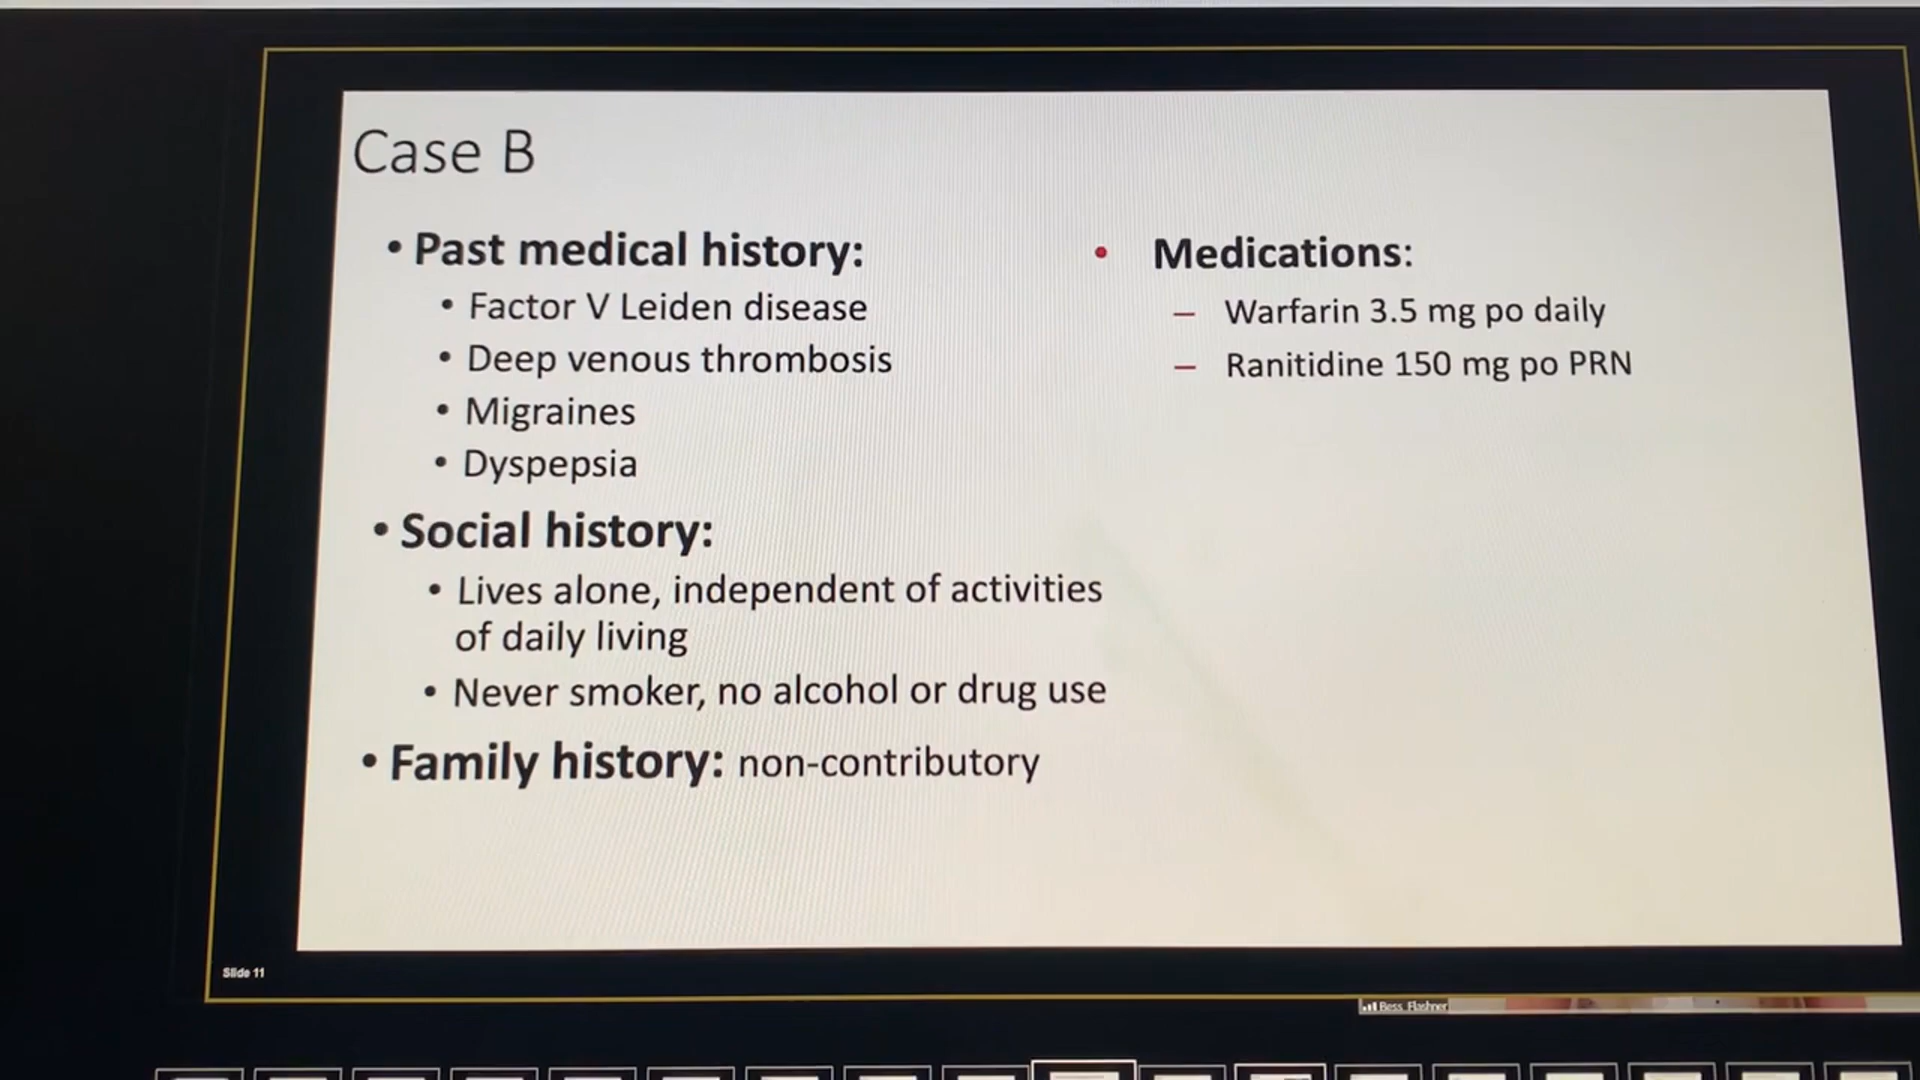 Case B
• Past medical history:
• Factor V Leiden disease
• Deep venous thrombosis
• Migraines
• Dyspepsia
• Social history:
• Lives alone, independent of activities
of daily living
• Never smoker, no alcohol or drug use
• Family history: non-contributory
• Medications:
– Warfarin 3.5 mg po daily
– Ranitidine 150 mg po PRN
Slide 11
Bess Flashner